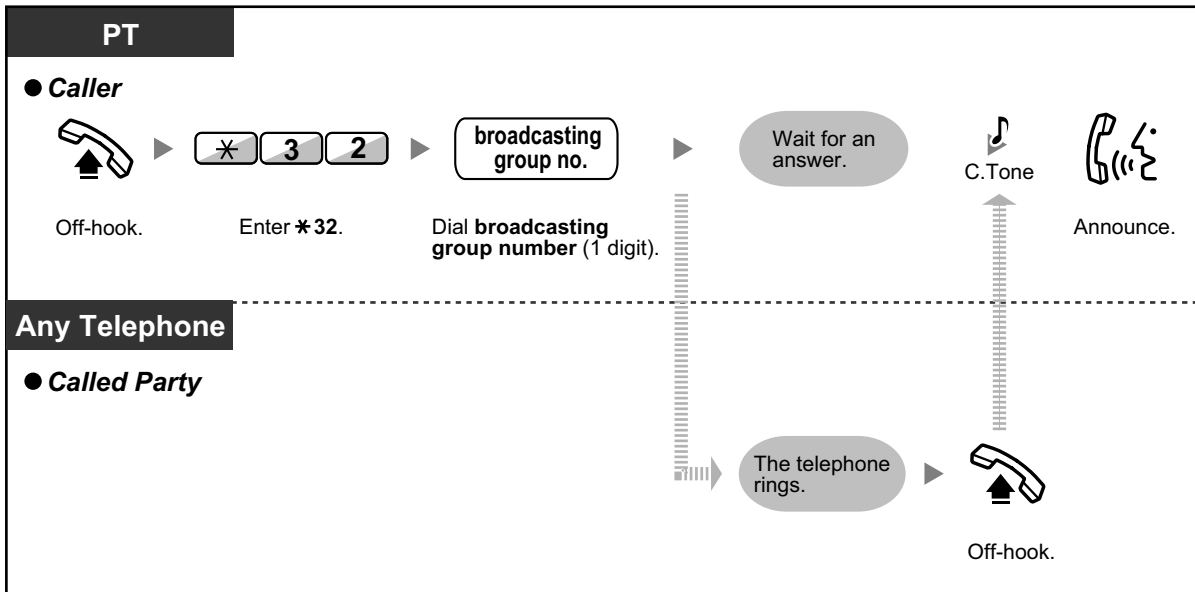 PT
● Caller
✳ 3 2
broadcasting
group no.
Wait for an
answer.
C.Tone
Off-hook.
Enter ✳32.
Dial broadcasting
group number (1 digit).
Announce.
Any Telephone
● Called Party
The telephone
rings.
Off-hook.